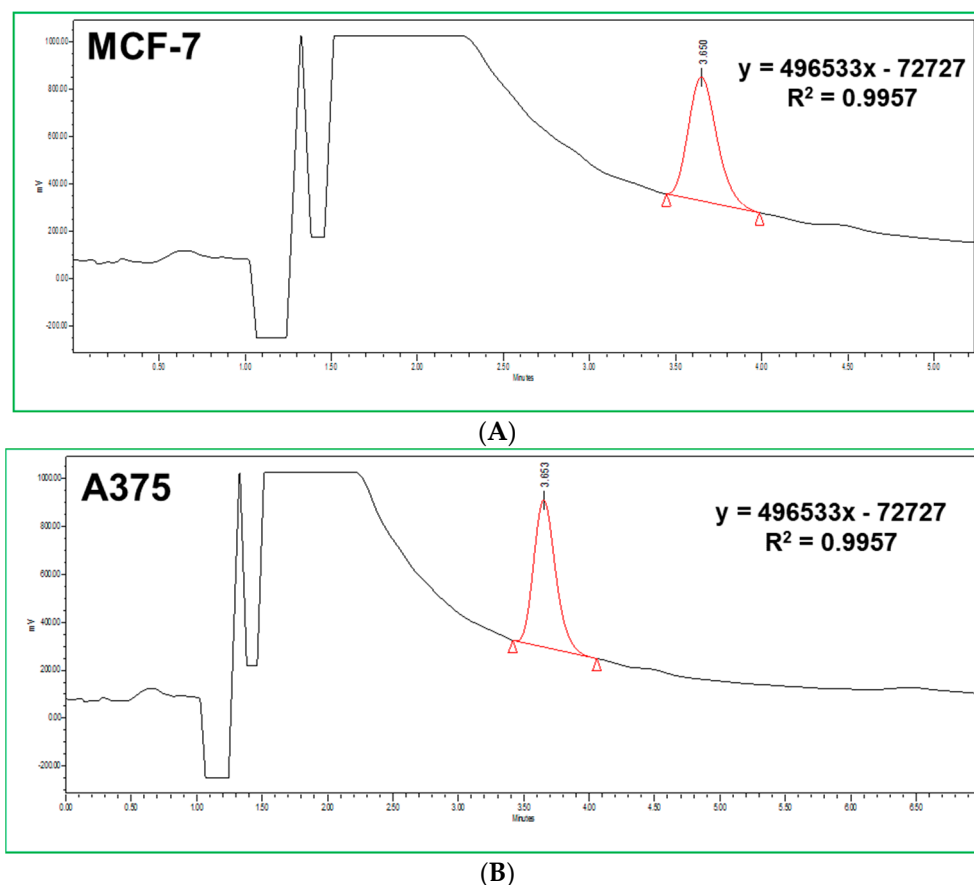 MCF-7
3.650
y = 496533x - 72727
R² = 0.9957
1000.00
800.00
600.00
400.00
200.00
0.00
-200.00
mV
0.50 1.00 1.50 2.00 2.50 3.00 3.50 4.00 4.50 5.00
Minutes
(A)
A375
3.653
y = 496533x - 72727
R² = 0.9957
1000.00
800.00
600.00
400.00
200.00
0.00
-200.00
mV
0.00 0.50 1.00 1.50 2.00 2.50 3.00 3.50 4.00 4.50 5.00 5.50 6.00 6.50
Minutes
(B)